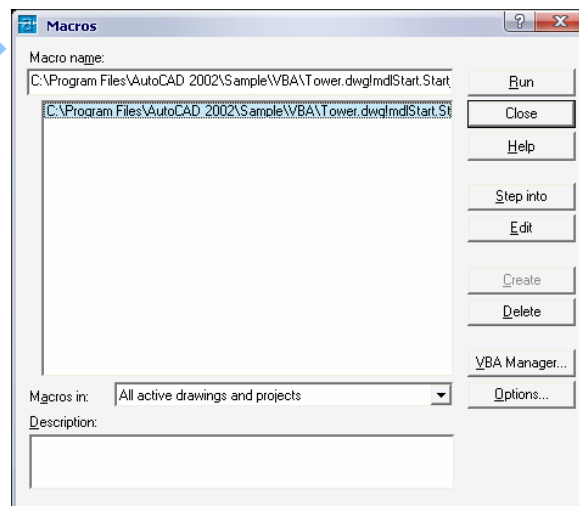 Macros
Macro name:
C:\Program Files\AutoCAD 2002\Sample\VBA\Tower.dwg!mdlStart.Start
C:\Program Files\AutoCAD 2002\Sample\VBA\Tower.dwg!mdlStart.St
Run
Close
Help
Step into
Edit
Create
Delete
VBA Manager...
Macros in:
All active drawings and projects
Options...
Description: